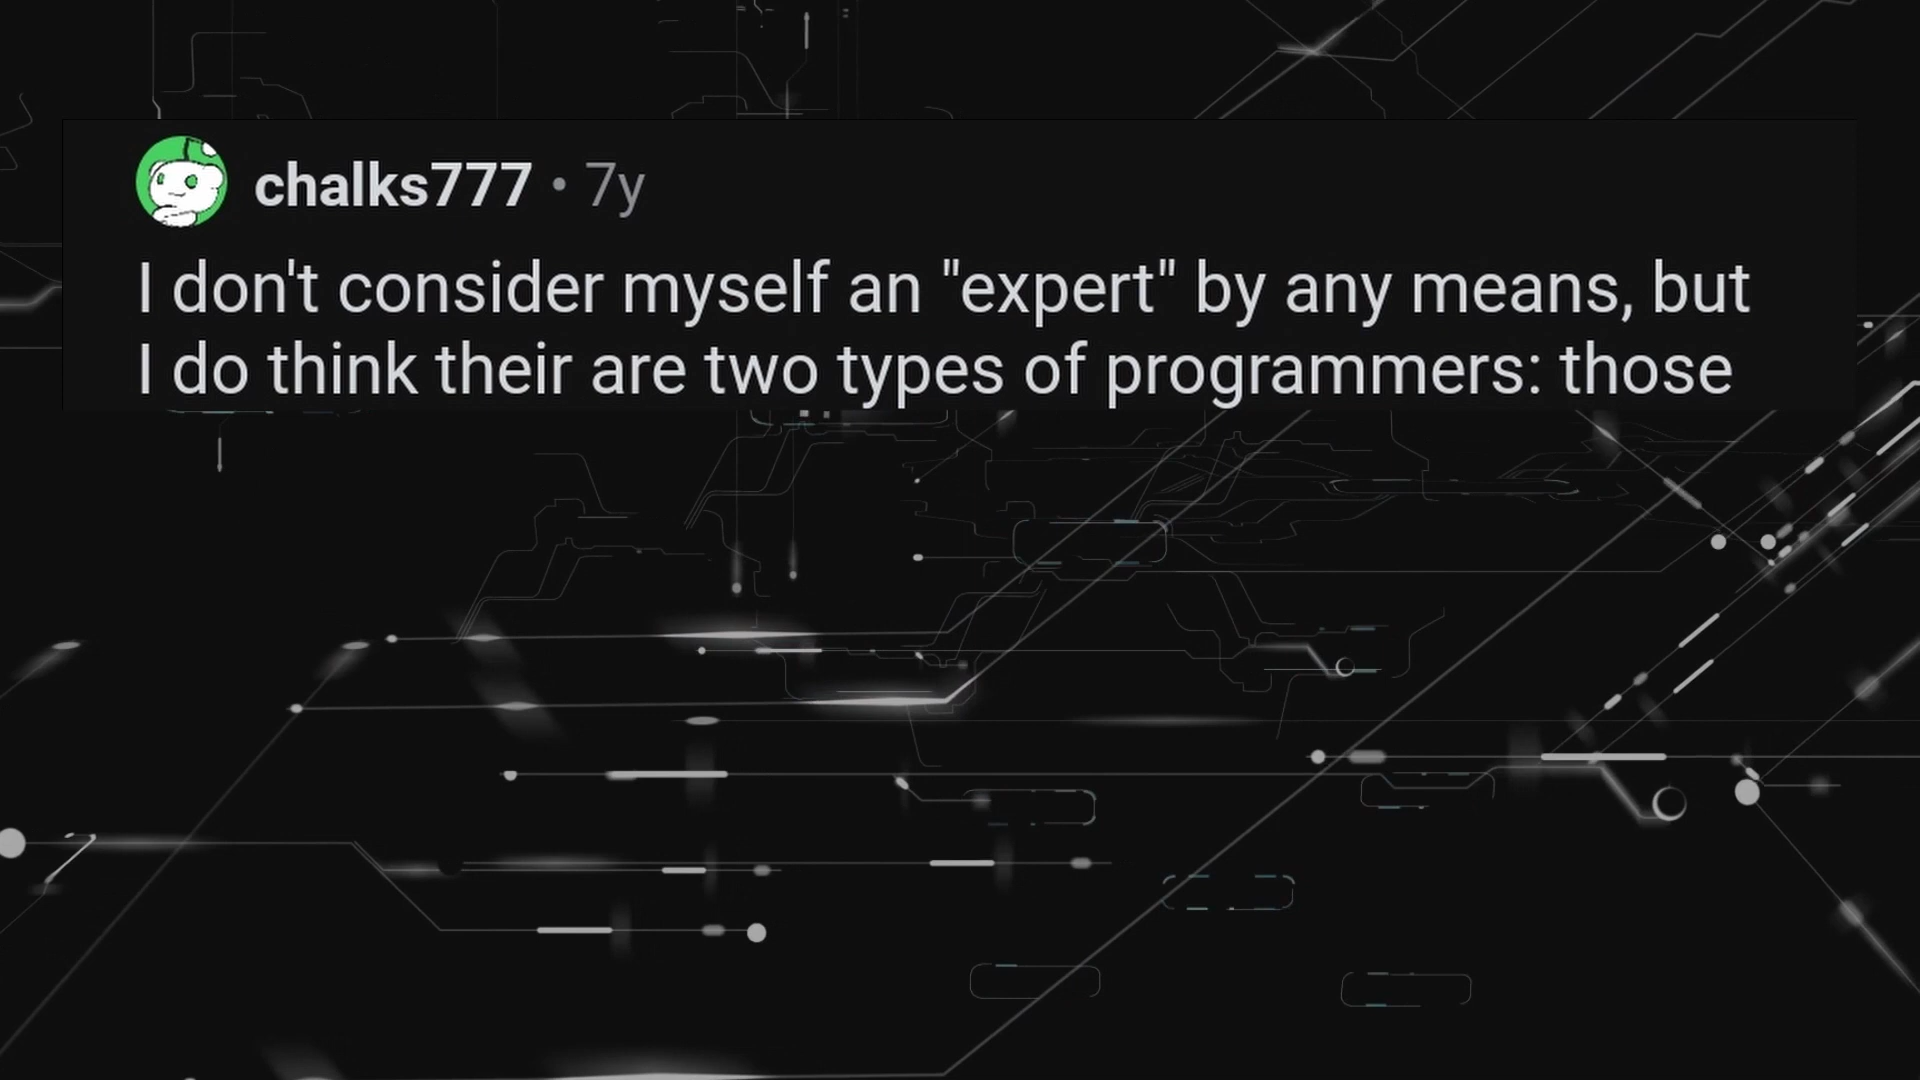 chalks777 • 7y
I don't consider myself an "expert" by any means, but
I do think their are two types of programmers: those